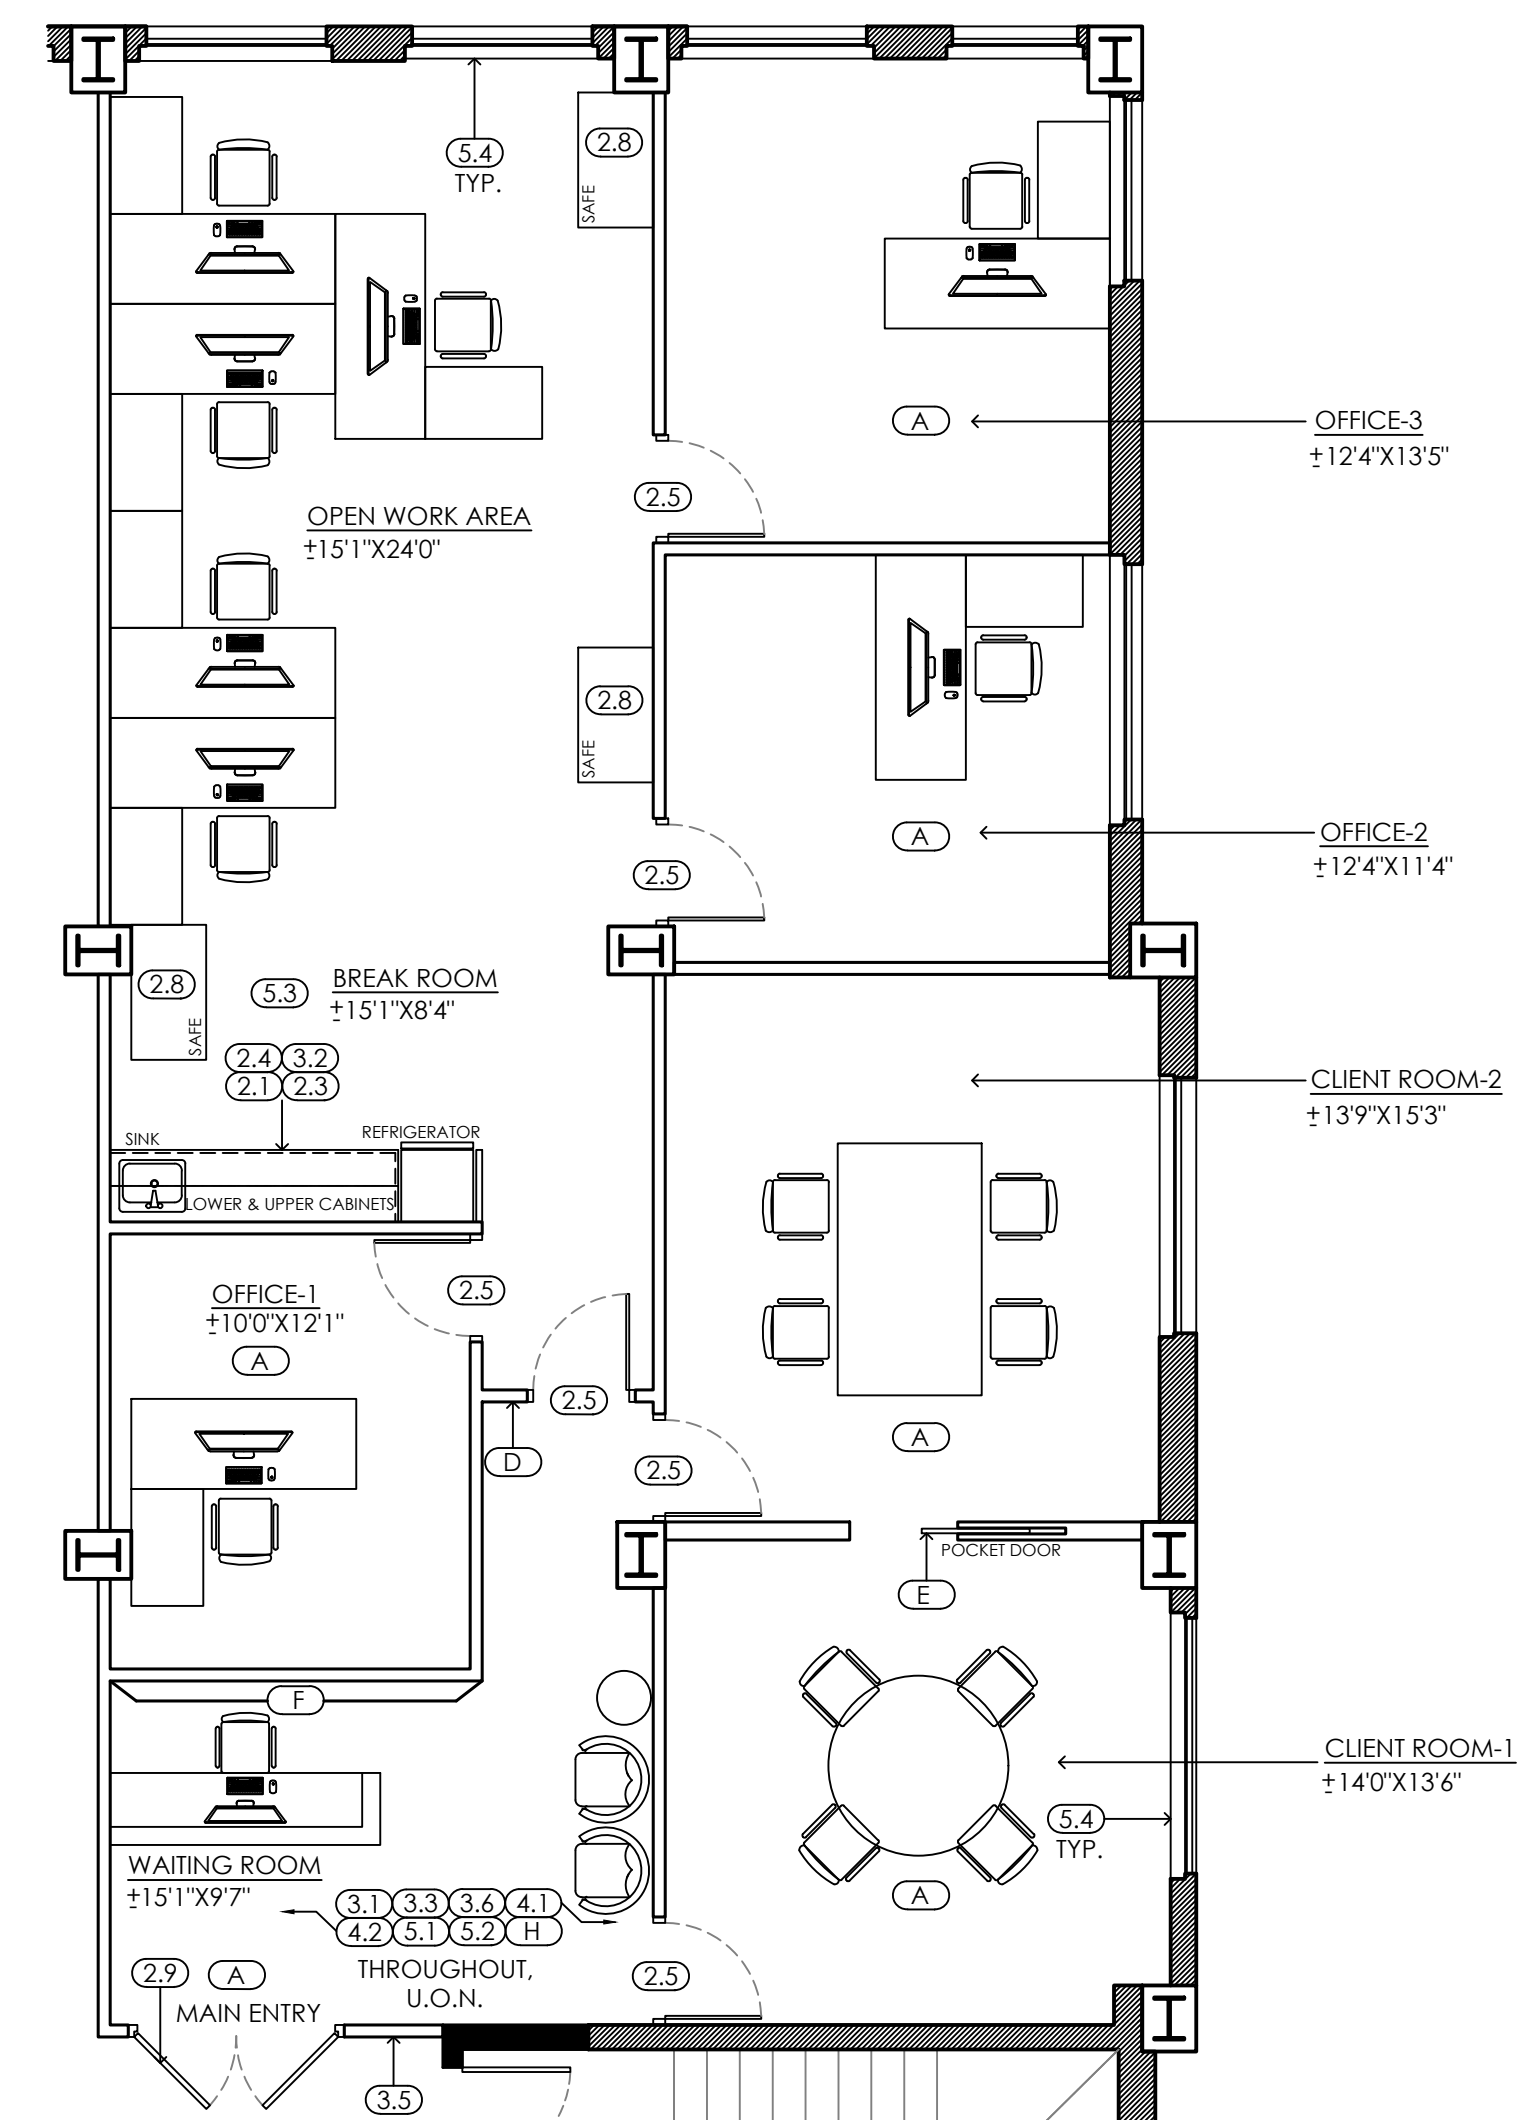 5.4
TYP.
2.8
SAFE
A
OFFICE-3
±12'4"X13'5"
2.5
OPEN WORK AREA
±15'1"X24'0"
2.8
SAFE
A
OFFICE-2
±12'4"X11'4"
2.5
2.8
SAFE
5.3
BREAK ROOM
±15'1"X8'4"
2.4 3.2
2.1 2.3
CLIENT ROOM-2
±13'9"X15'3"
SINK
REFRIGERATOR
LOWER & UPPER CABINETS
2.5
OFFICE-1
±10'0"X12'1"
A
2.5
D
A
2.5
POCKET DOOR
E
F
CLIENT ROOM-1
±14'0"X13'6"
5.4
TYP.
WAITING ROOM
±15'1"X9'7"
A
3.1 3.3 3.6 4.1
4.2 5.1 5.2 H
THROUGHOUT,
U.O.N.
2.5
2.9
A
MAIN ENTRY
3.5